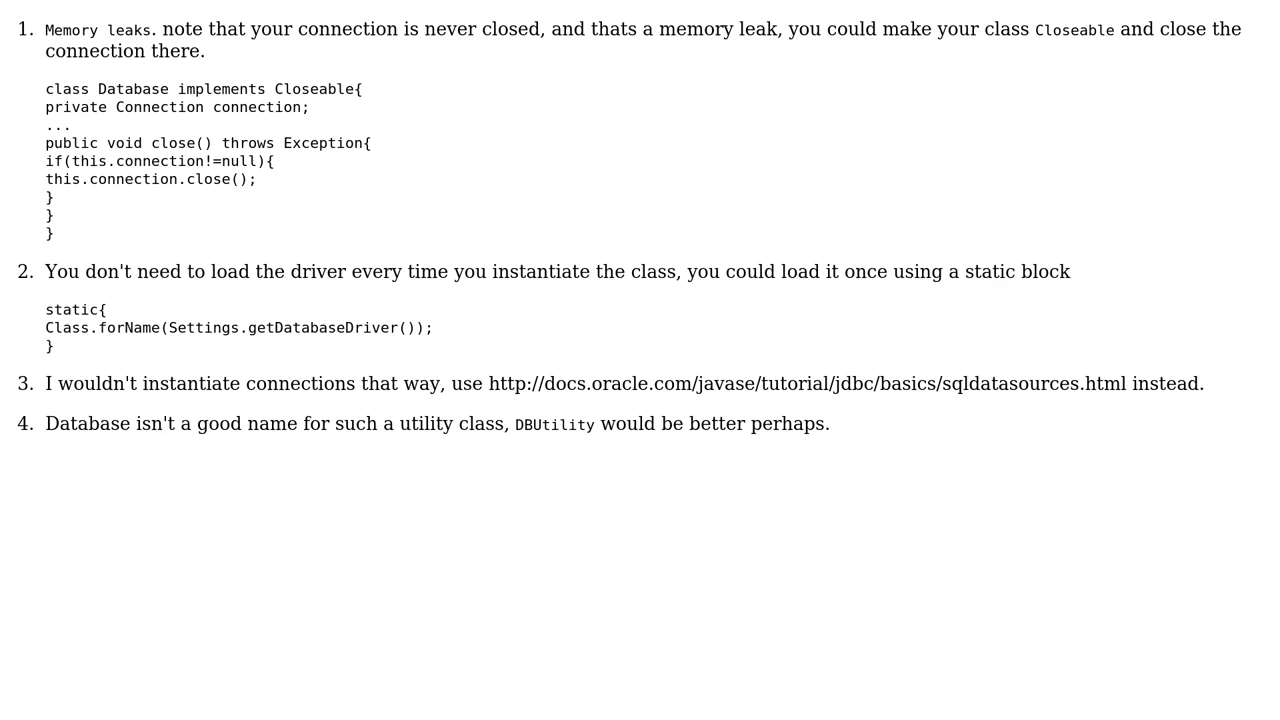 1. Memory leaks. note that your connection is never closed, and thats a memory leak, you could make your class Closeable and close the
connection there.
class Database implements Closeable{
private Connection connection;
...
public void close() throws Exception{
if(this.connection!=null){
this.connection.close();
}
}
}
2. You don't need to load the driver every time you instantiate the class, you could load it once using a static block
static{
Class.forName(Settings.getDatabaseDriver());
}
3. I wouldn't instantiate connections that way, use http://docs.oracle.com/javase/tutorial/jdbc/basics/sqldatasources.html instead.
4. Database isn't a good name for such a utility class, DBUtility would be better perhaps.